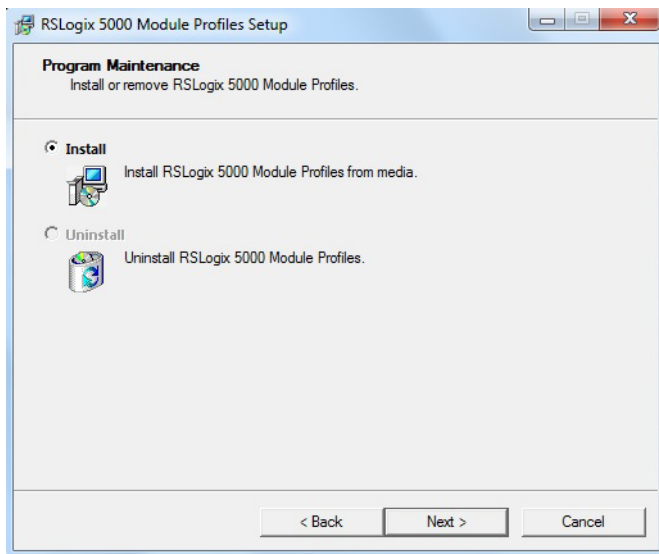 RSLogix 5000 Module Profiles Setup
Program Maintenance
Install or remove RSLogix 5000 Module Profiles.
Install
Install RSLogix 5000 Module Profiles from media.
Uninstall
Uninstall RSLogix 5000 Module Profiles.
< Back Next > Cancel